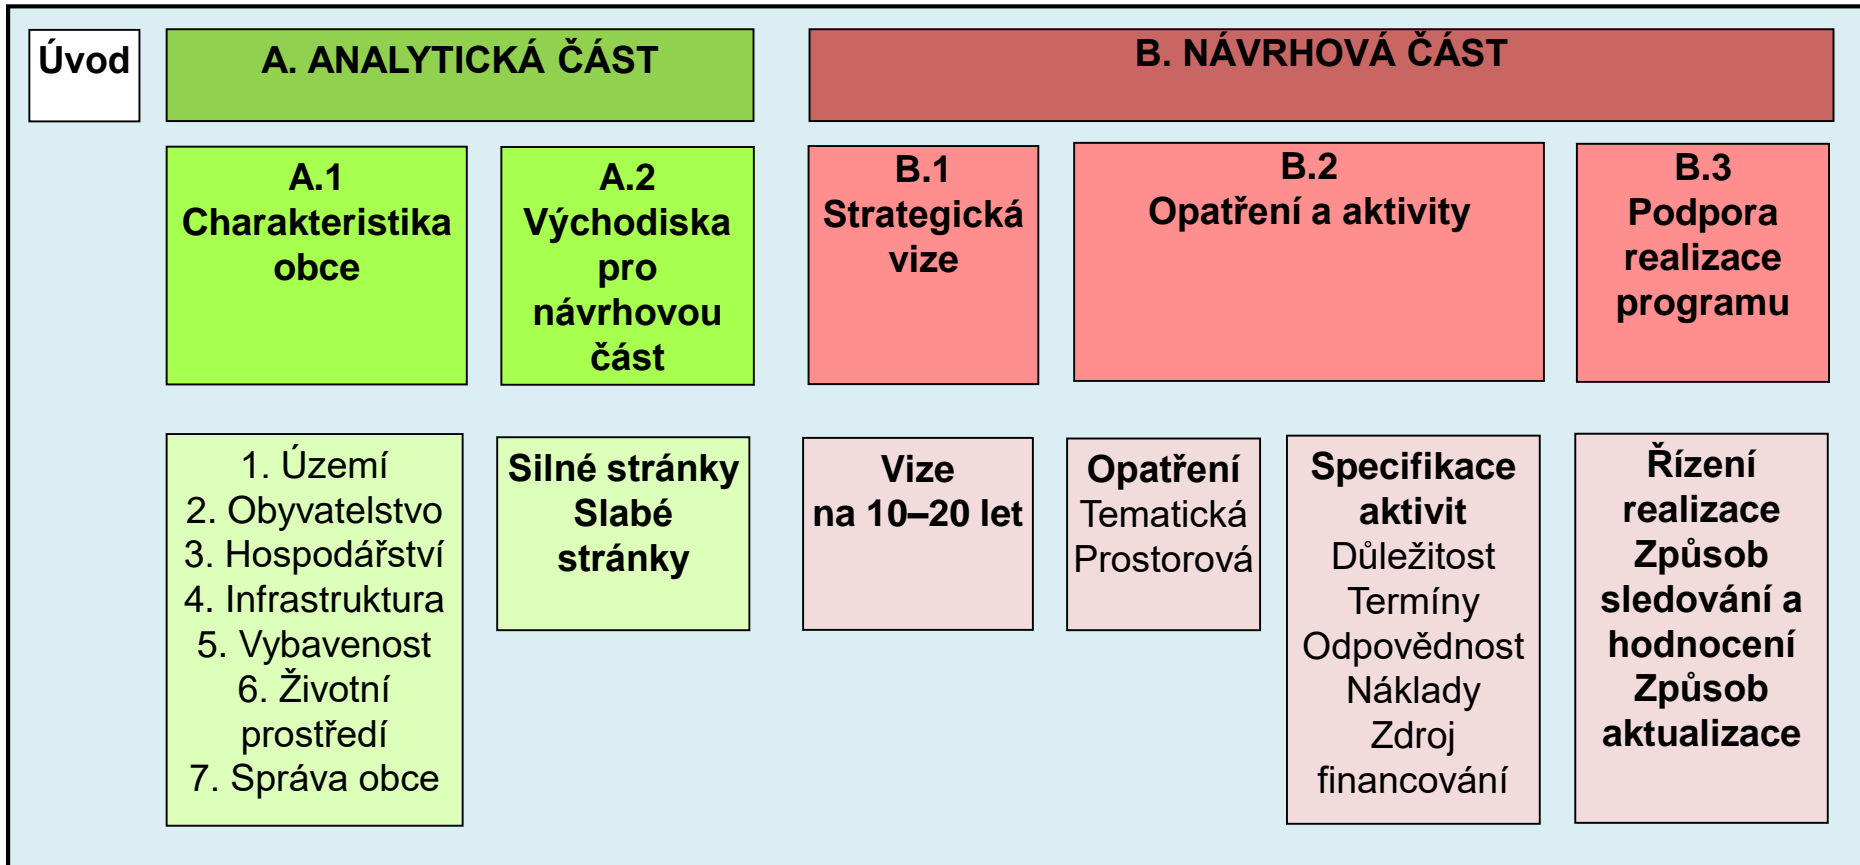 Úvod
A. ANALYTICKÁ ČÁST
B. NÁVRHOVÁ ČÁST
A.1
Charakteristika
obce
A.2
Východiska
pro
návrhovou
část
B.1
Strategická
vize
B.2
Opatření a aktivity
B.3
Podpora
realizace
programu
1. Území
2. Obyvatelstvo
3. Hospodářství
4. Infrastruktura
5. Vybavenost
6. Životní
prostředí
7. Správa obce
Silné stránky
Slabé
stránky
Vize
na 10–20 let
Opatření
Tematická
Prostorová
Specifikace
aktivit
Důležitost
Termíny
Odpovědnost
Náklady
Zdroj
financování
Řízení
realizace
Způsob
sledování a
hodnocení
Způsob
aktualizace